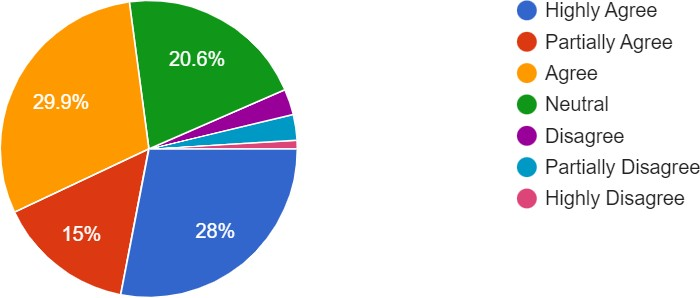 20.6%
29.9%
15%
28%
Highly Agree
Partially Agree
Agree
Neutral
Disagree
Partially Disagree
Highly Disagree